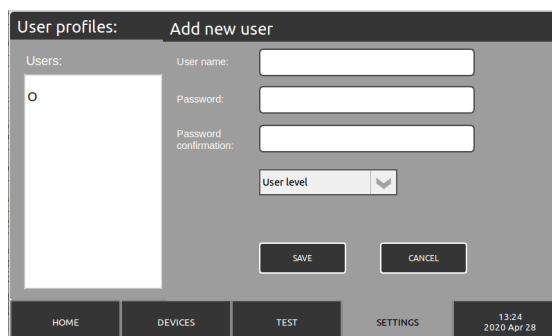 User profiles:
Add new user
Users:
O
User name:
Password:
Password
confirmation:
User level
SAVE
CANCEL
HOME
DEVICES
TEST
SETTINGS
13:24
2020 Apr 28